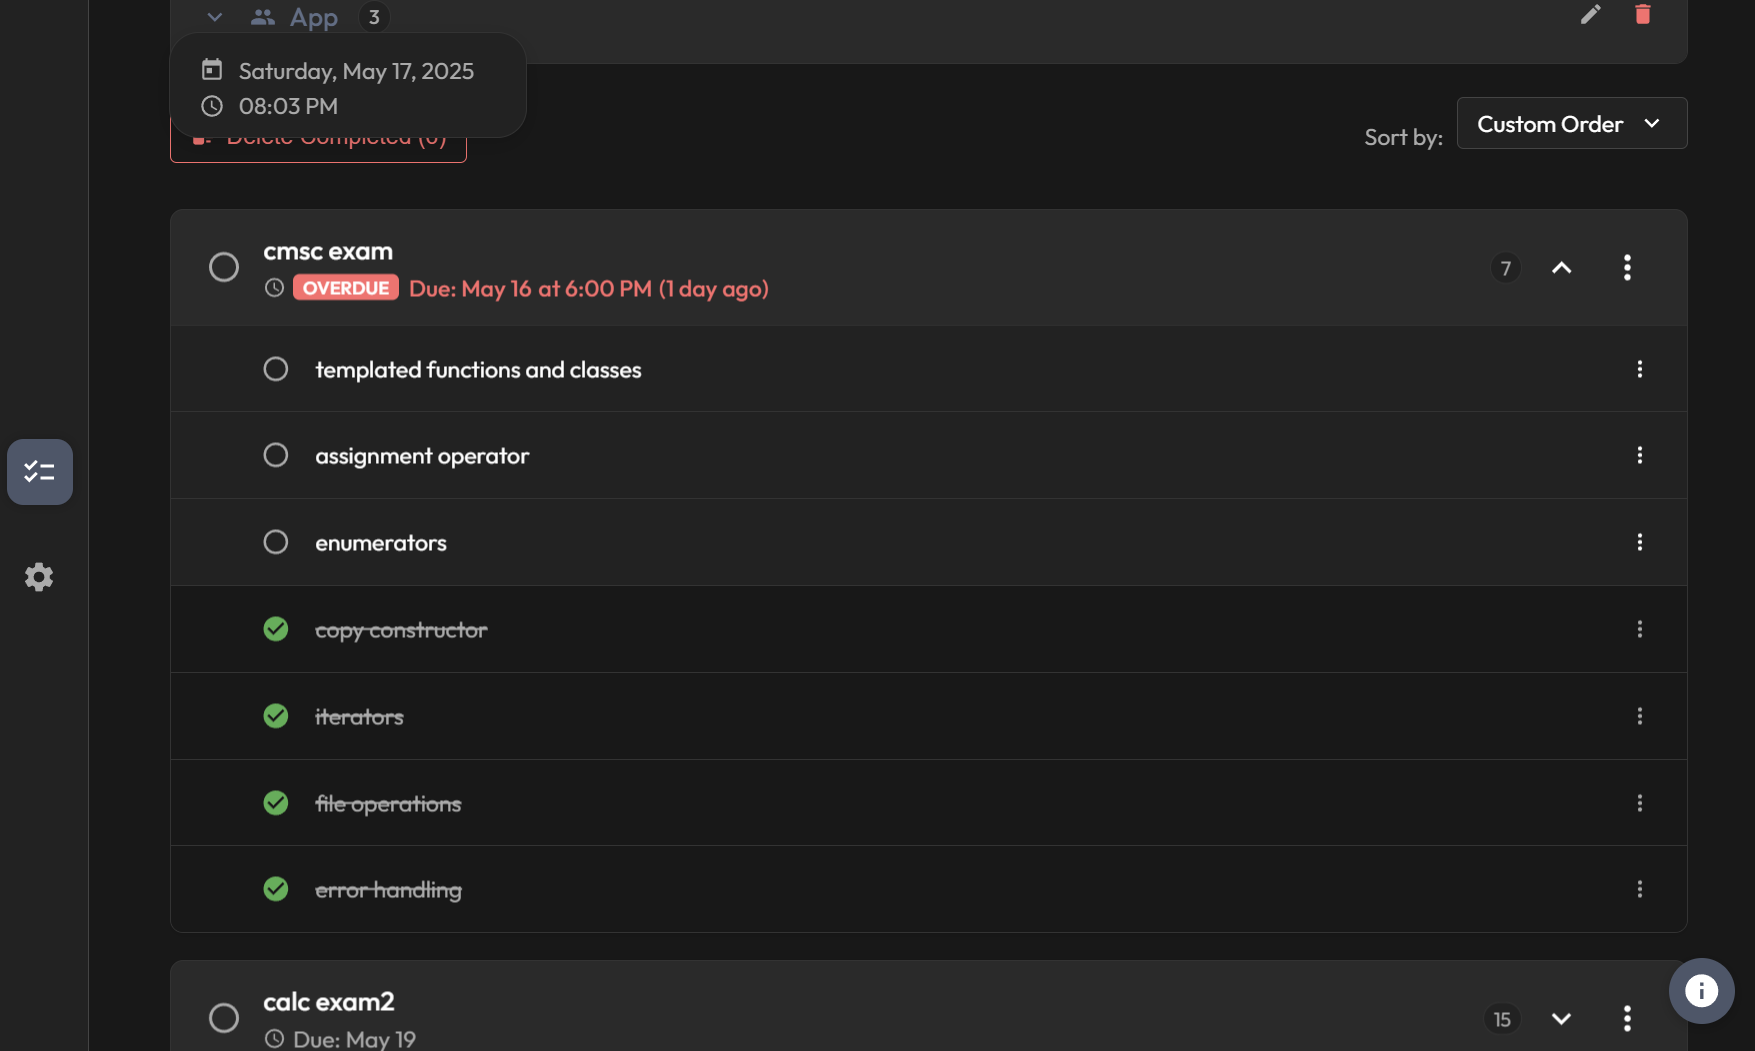 App 3
Saturday, May 17, 2025
08:03 PM
Delete Completed
Sort by:
Custom Order
cmsc exam
OVERDUE Due: May 16 at 6:00 PM (1 day ago)
7
templated functions and classes
assignment operator
enumerators
copy constructor
iterators
file operations
error handling
calc exam2
Due: May 19
15